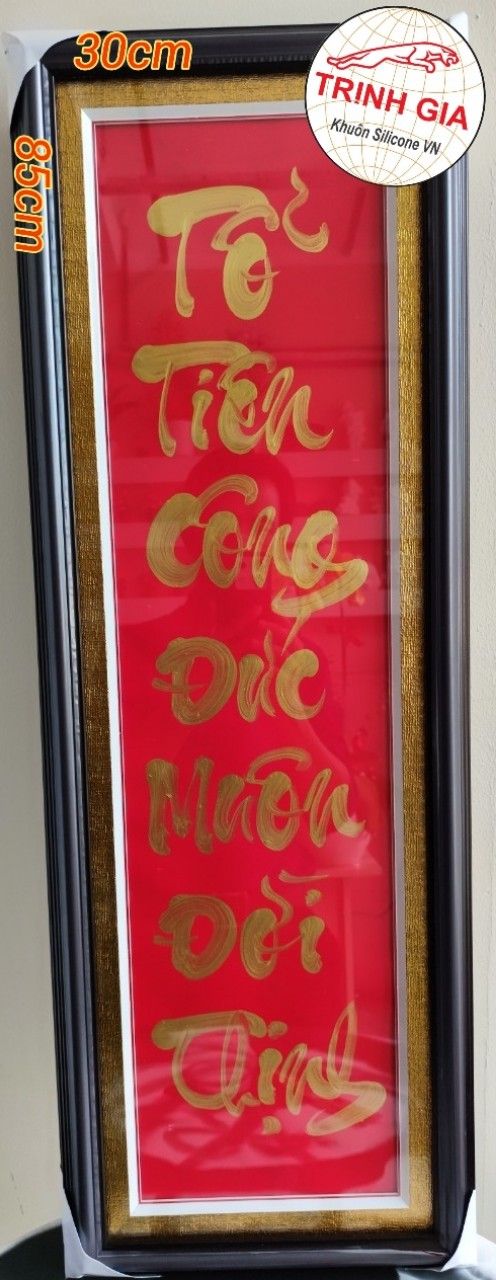 30cm
85cm
TRỊNH GIA
Khuôn Silicone VN
Tổ
Tiên
Công
Đức
Muôn
Đời
Thịnh